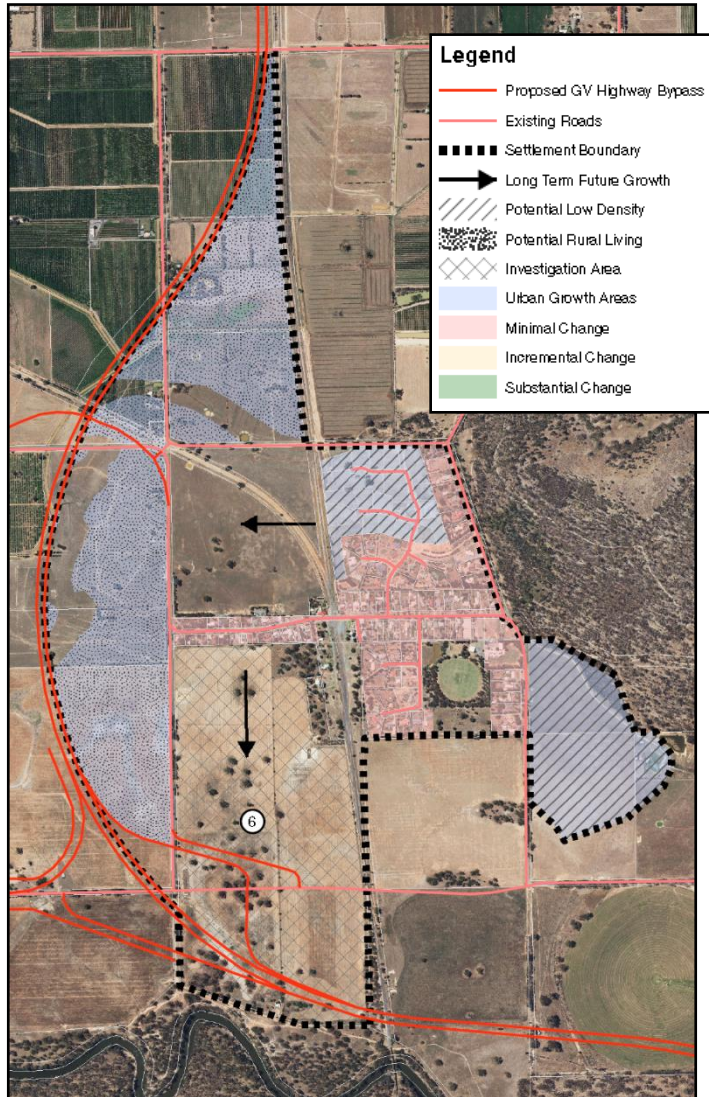 Legend
Proposed GV Highway Bypass
Existing Roads
Settlement Boundary
Long Term Future Growth
Potential Low Density
Potential Rural Living
Investigation Area
Urban Growth Areas
Minimal Change
Incremental Change
Substantial Change
6